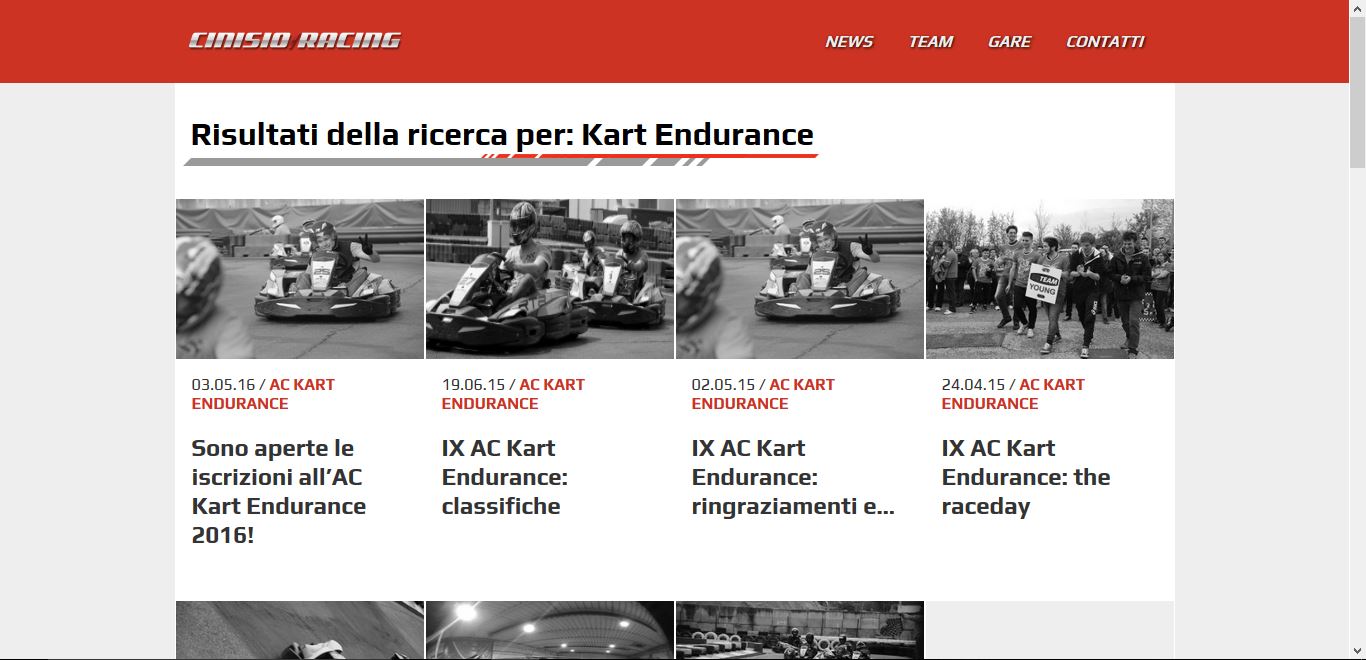 CINISIO RACING
NEWS TEAM GARE CONTATTI
Risultati della ricerca per: Kart Endurance
25
25
TEAM
YOUNG
03.05.16 / AC KART
ENDURANCE
Sono aperte le
iscrizioni all’AC
Kart Endurance
2016!
19.06.15 / AC KART
ENDURANCE
IX AC Kart
Endurance:
classifiche
02.05.15 / AC KART
ENDURANCE
IX AC Kart
Endurance:
ringraziamenti e...
24.04.15 / AC KART
ENDURANCE
IX AC Kart
Endurance: the
raceday